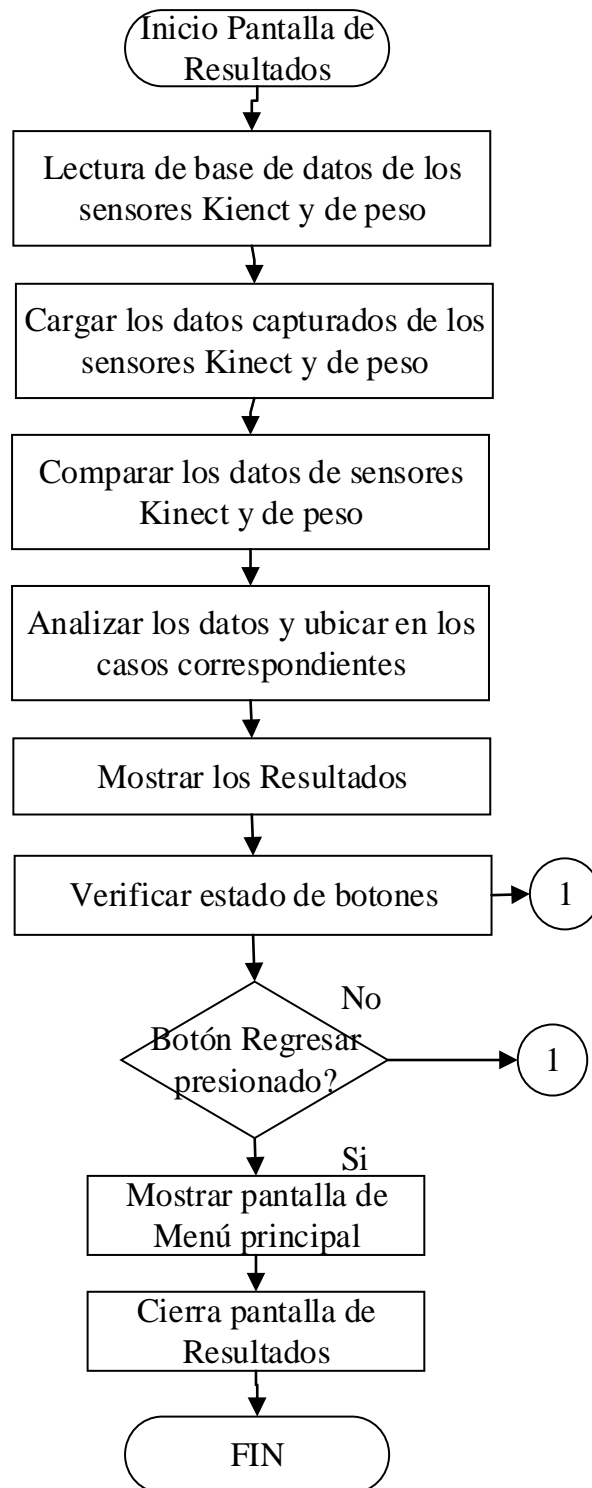 Inicio Pantalla de
Resultados
Lectura de base de datos de los
sensores Kienct y de peso
Cargar los datos capturados de los
sensores Kinect y de peso
Comparar los datos de sensores
Kinect y de peso
Analizar los datos y ubicar en los
casos correspondientes
Mostrar los Resultados
Verificar estado de botones
1
No
Botón Regresar
presionado?
1
Si
Mostrar pantalla de
Menú principal
Cierra pantalla de
Resultados
FIN